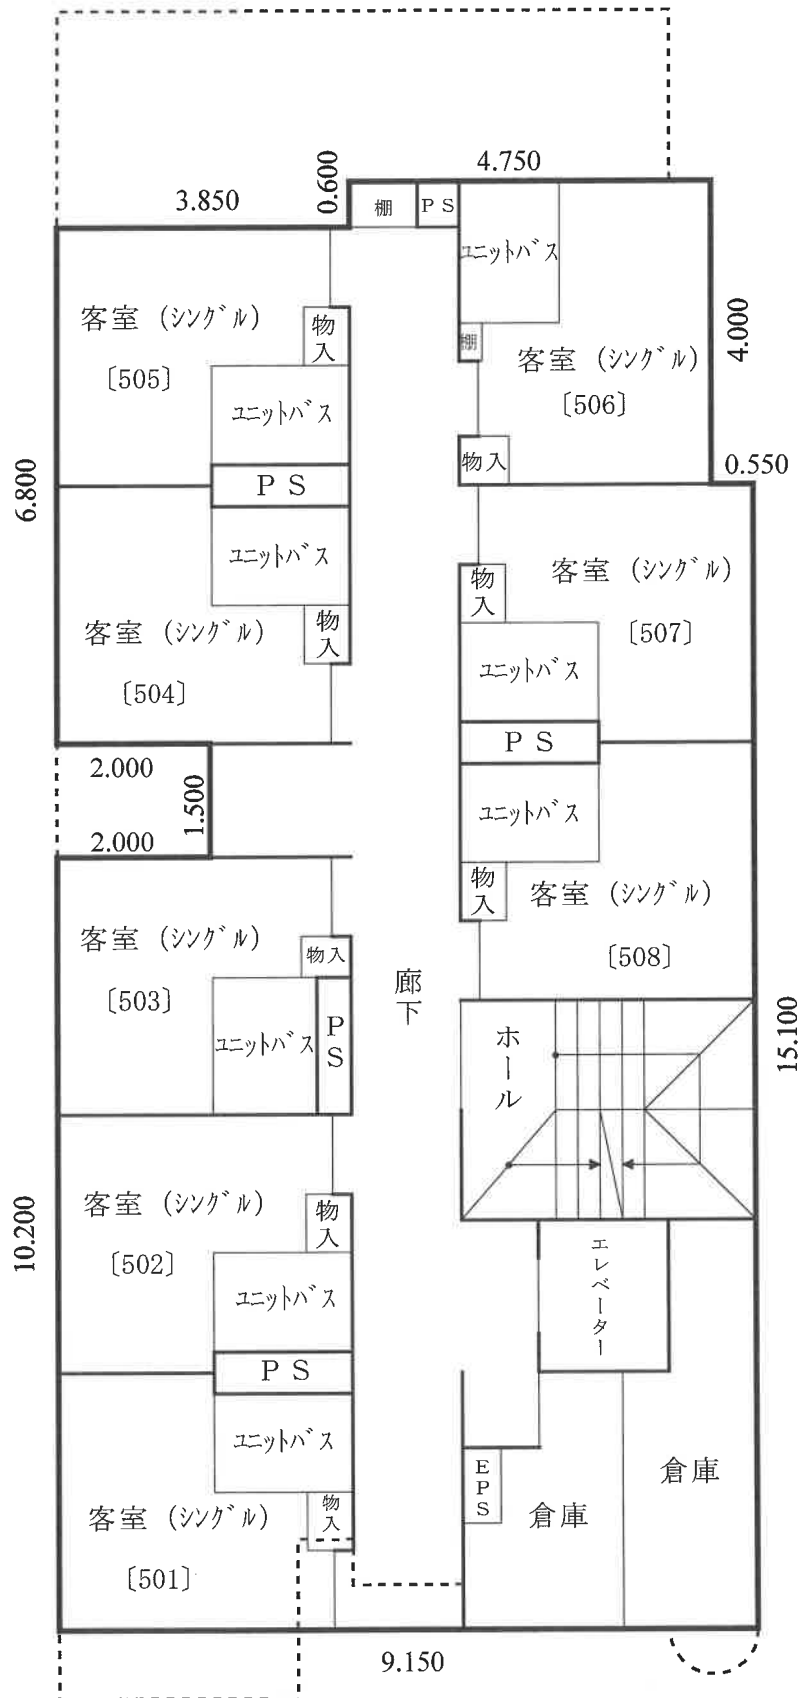 4.750
3.850
0.600
棚
PS
ユニットバス
客室 (シングル)
[505]
物入
ユニットバス
PS
棚
客室 (シングル)
[506]
4.000
物入
0.550
6.800
ユニットバス
客室 (シングル)
[504]
物入
客室 (シングル)
[507]
物入
ユニットバス
PS
ユニットバス
物入
客室 (シングル)
[508]
2.000
1.500
2.000
客室 (シングル)
[503]
物入
ユニットバス
PS
廊下
ホール
15.100
10.200
客室 (シングル)
[502]
物入
ユニットバス
PS
エレベーター
ユニットバス
客室 (シングル)
[501]
物入
EPS
倉庫
倉庫
9.150